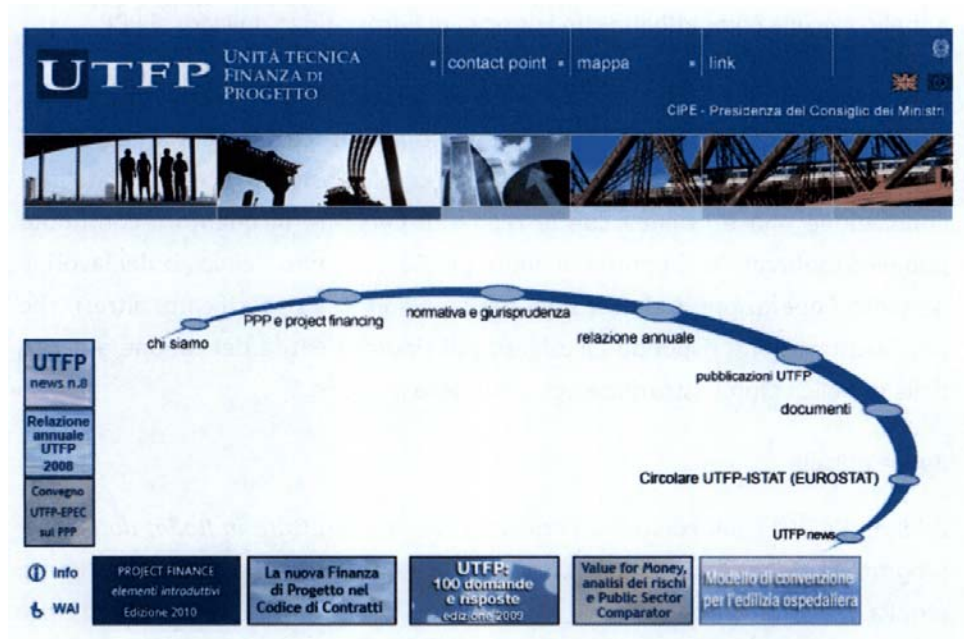 UTFP
UNITÀ TECNICA
FINANZA DI
PROGETTO
contact point
mappa
link
CIPE - Presidenza del Consiglio dei Ministri
chi siamo
PPP e project financing
normativa e giurisprudenza
relazione annuale
pubblicazioni UTFP
documenti
Circolare UTFP-ISTAT (EUROSTAT)
UTFP news
UTFP
news n.8
Relazione
annuale
UTFP
2008
Convegno
UTFP-EPEC
sul PPP
Info
WAI
PROJECT FINANCE
elementi introduttivi
Edizione 2010
La nuova Finanza
di Progetto nel
Codice di Contratti
UTFP:
100 domande
e risposte
edizione 2009
Value for Money,
analisi dei rischi
e Public Sector
Comparator
Modello di convenzione
per l'edilizia ospedaliera